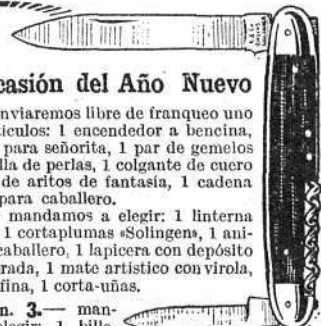 casión del Año Nuevo
nviaremos libre de franqueo uno
tículos: 1 encendedor a bencina,
para señorita, 1 par de gemelos
lla de perlas, 1 colgante de cuero
de aritos de fantasía, 1 cadena
para caballero.
mandamos a elegir: 1 linterna
1 cortaplumas «Solingen», 1 ani-
caballero, 1 lapicera con depósito
rada, 1 mate artístico con virola,
fina, 1 corta-uñas.
n. 3.— man-
elegir: 1 bille-